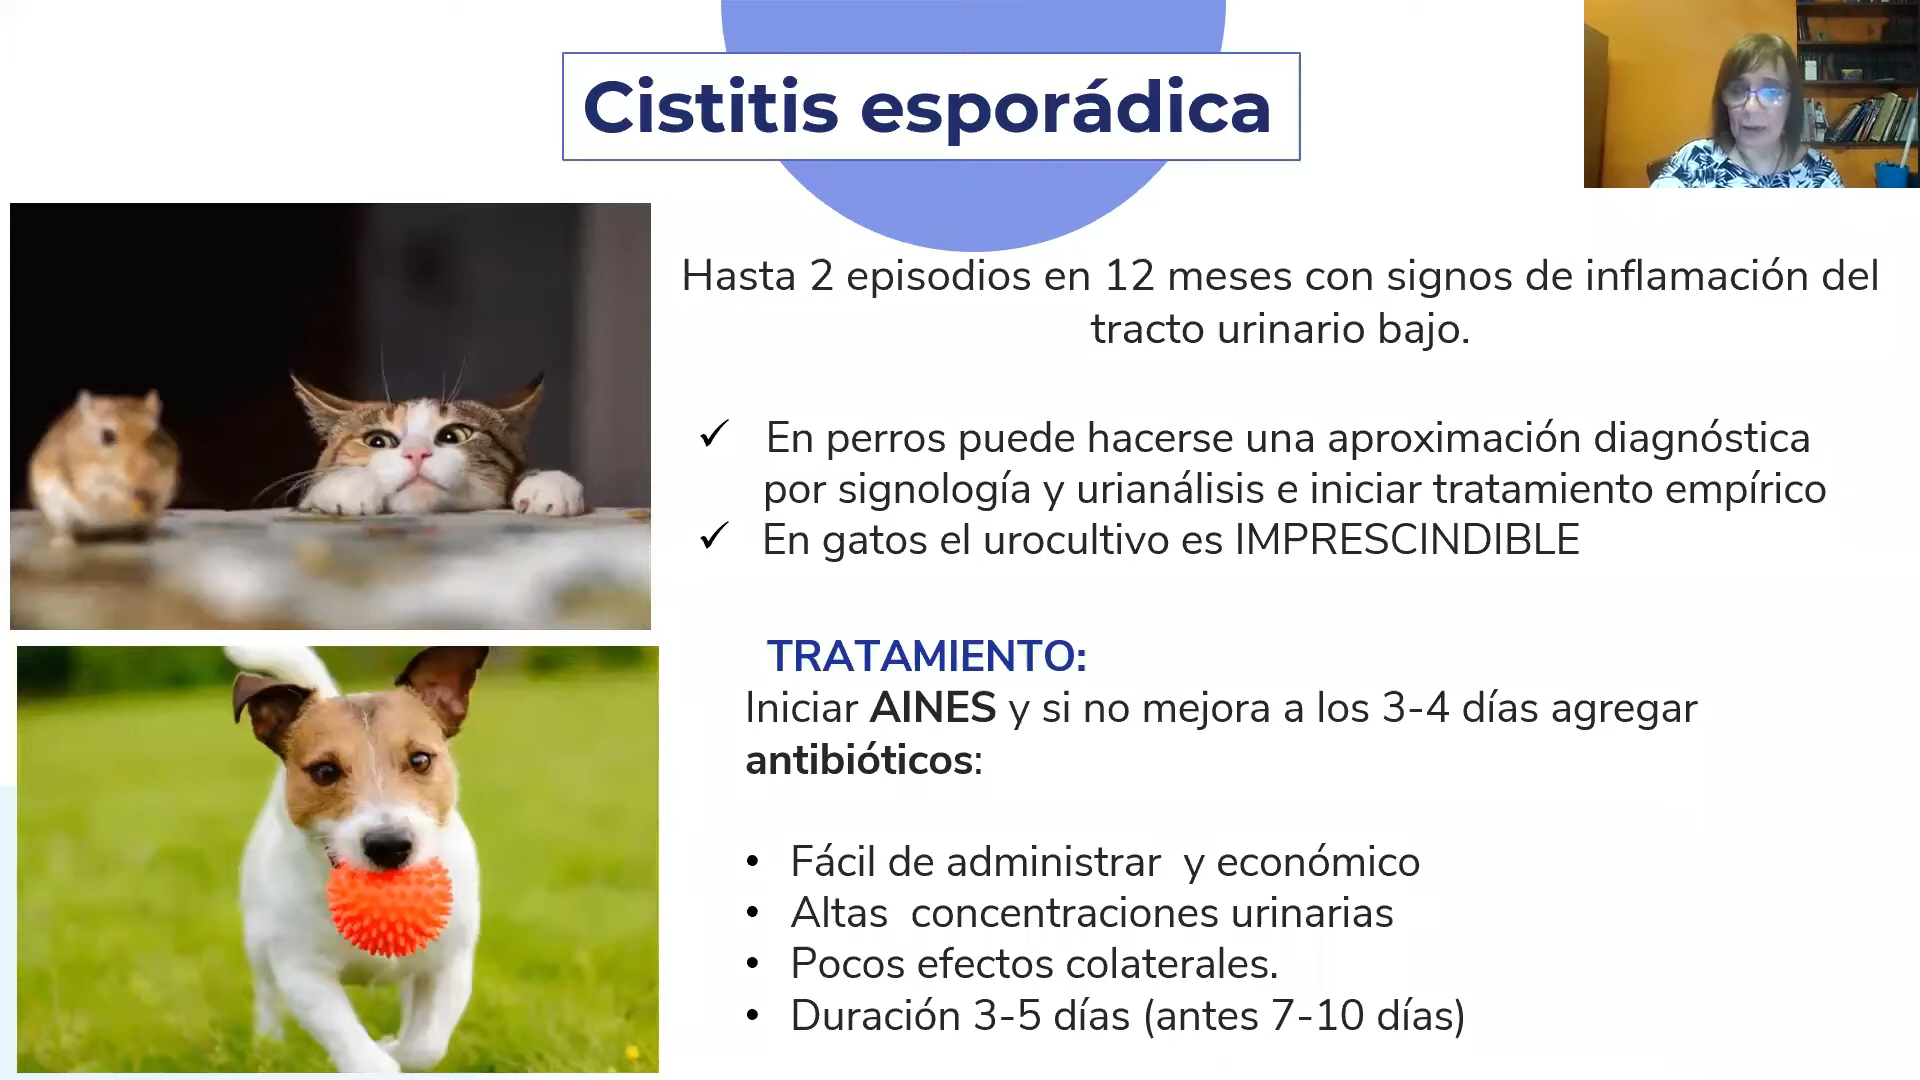 Cistitis esporádica
Hasta 2 episodios en 12 meses con signos de inflamación del
tracto urinario bajo.
✓ En perros puede hacerse una aproximación diagnóstica
por signología y urianálisis e iniciar tratamiento empírico
✓ En gatos el urocultivo es IMPRESCINDIBLE
TRATAMIENTO:
Iniciar AINES y si no mejora a los 3-4 días agregar
antibióticos:
• Fácil de administrar y económico
• Altas concentraciones urinarias
• Pocos efectos colaterales.
• Duración 3-5 días (antes 7-10 días)